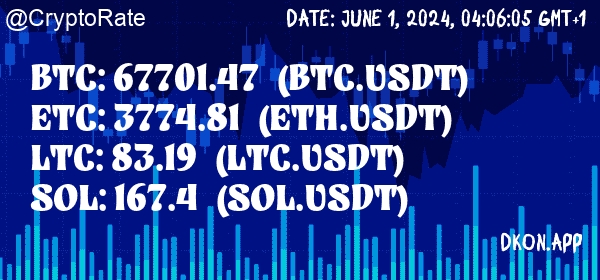 @CryptoRate
DATE: JUNE 1, 2024, 04:06:05 GMT+1
BTC: 67701.47 (BTC.USDT)
ETC: 3774.81 (ETH.USDT)
LTC: 83.19 (LTC.USDT)
SOL: 167.4 (SOL.USDT)
DKON.APP